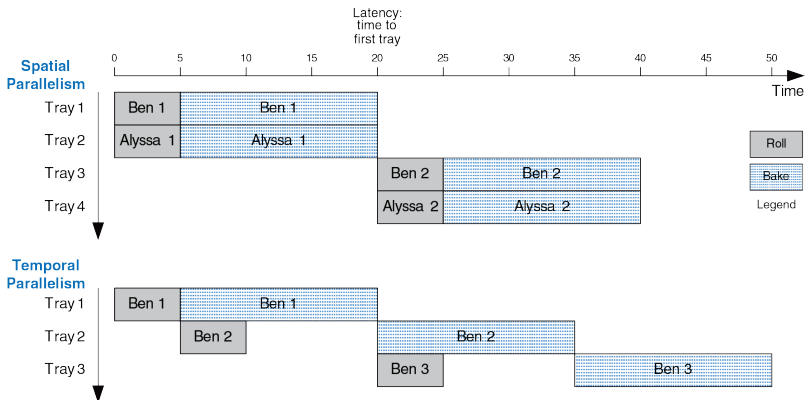 Latency:
time to
first tray
0 5 10 15 20 25 30 35 40 45 50
Time
Spatial
Parallelism
Tray 1 Ben 1 Ben 1
Tray 2 Alyssa 1 Alyssa 1
Tray 3 Ben 2 Ben 2
Tray 4 Alyssa 2 Alyssa 2
Roll
Bake
Legend
Temporal
Parallelism
Tray 1 Ben 1 Ben 1
Tray 2 Ben 2 Ben 2
Tray 3 Ben 3 Ben 3